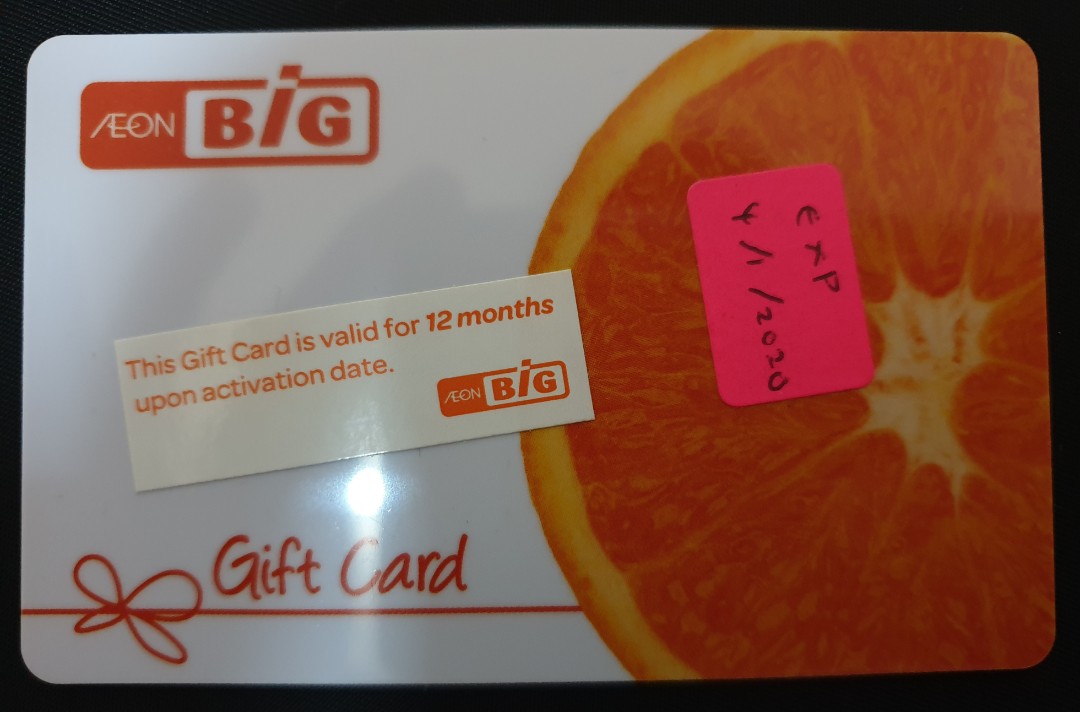 ÆON BiG
This Gift Card is valid for 12 months
upon activation date.
ÆON BiG
Gift Card
EXP
4/1/2020